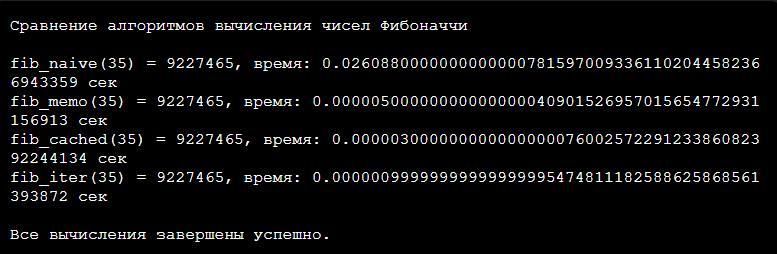 Сравнение алгоритмов вычисления чисел Фибоначчи
fib_naive(35) = 9227465, время: 0.0260880000000000000781597009336110204458236
6943359 сек
fib_memo(35) = 9227465, время: 0.00000500000000000000040901526957015654772931
156913 сек
fib_cached(35) = 9227465, время: 0.000003000000000000000076002572291233860823
92244134 сек
fib_iter(35) = 9227465, время: 0.00000099999999999999995474811182588625868561
393872 сек
Все вычисления завершены успешно.